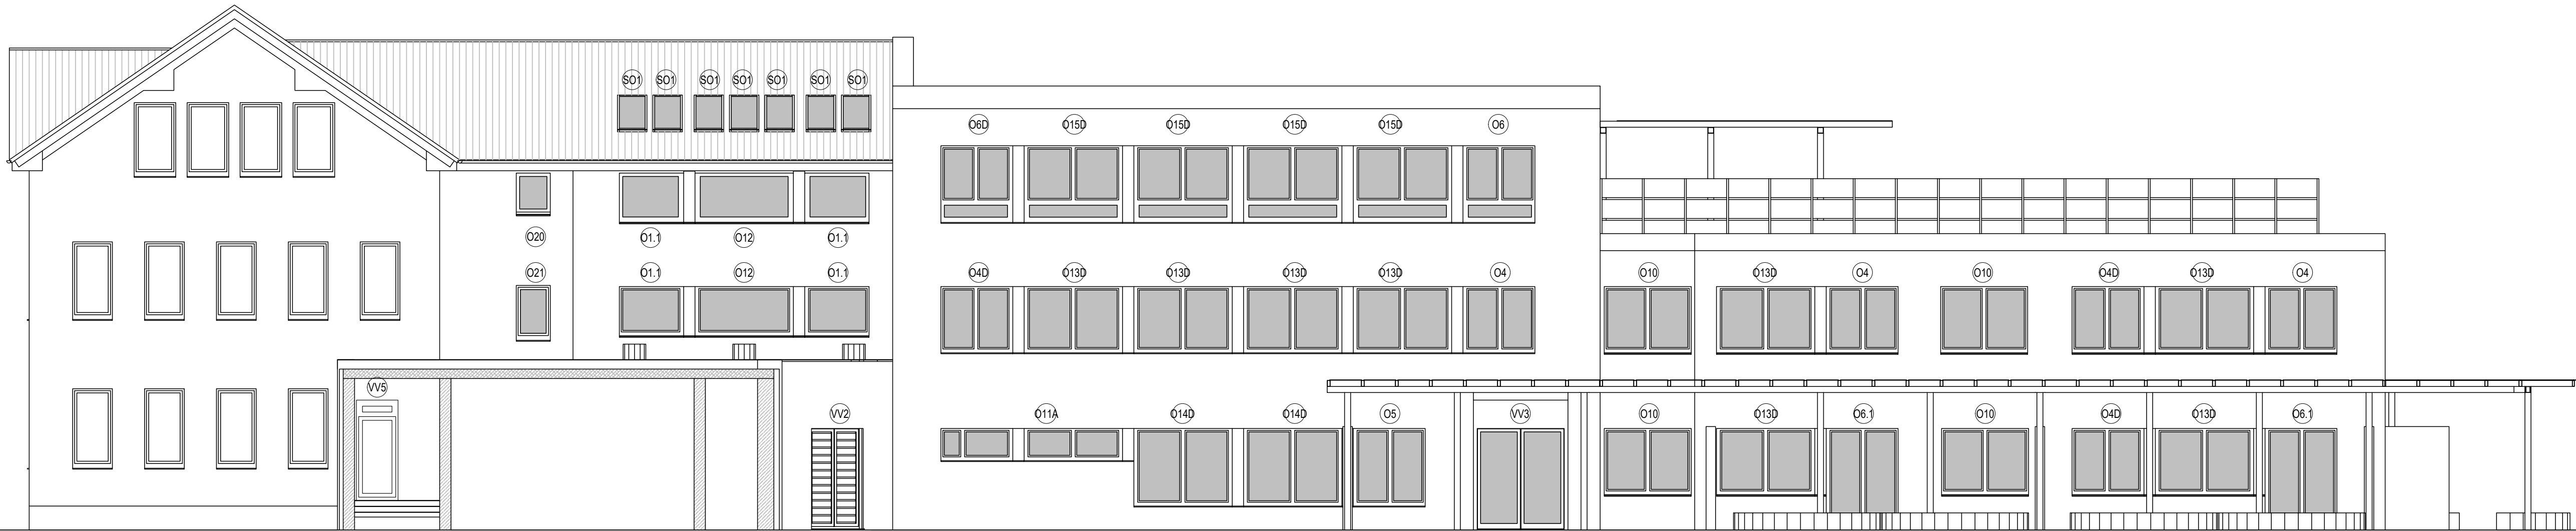 SO1 SO1 SO1 SO1 SO1 SO1 SO1
O6D O15D O15D O15D O15D O6
O20 O1.1 O12 O1.1
O21 O1.1 O12 O1.1 O4D O13D O13D O13D O13D O4 O10 O13D O4 O10 O4D O13D O4
VV5
VV2 O11A O14D O14D O5 VV3 O10 O13D O6.1 O10 O4D O13D O6.1